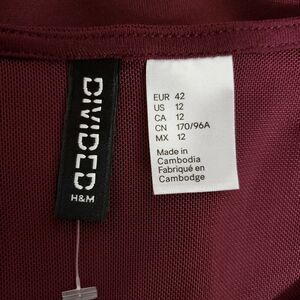 DIVIDED
H&M
EUR 42
US 12
CA 12
CN 170/96A
MX 12
Made in
Cambodia
Fabriqué en
Cambodge